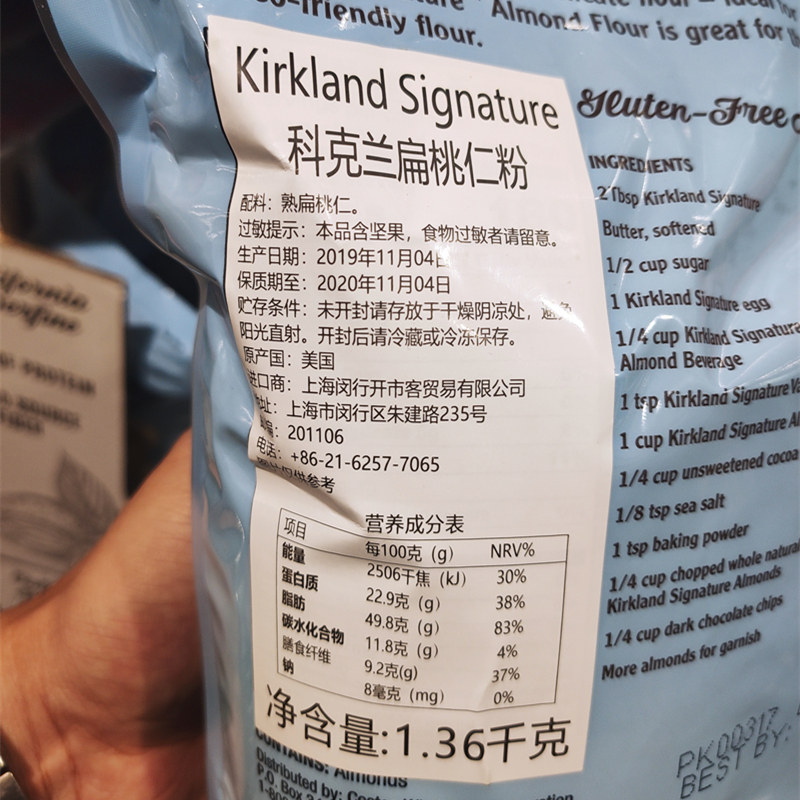 -friendly flour.
Almond Flour is great for
Kirkland Signature
科克兰扁桃仁粉
配料：熟扁桃仁。
过敏提示：本品含坚果，食物过敏者请留意。
生产日期：2019年11月04日
保质期至：2020年11月04日
贮存条件：未开封请存放于干燥阴凉处，避免
阳光直射。开封后请冷藏或冷冻保存。
原产国：美国
进口商：上海闵行开市客贸易有限公司
地址：上海市闵行区朱建路235号
邮编：201106
电话：+86-21-6257-7065
图片仅供参考
营养成分表
项目 每100克（g） NRV%
能量 2506千焦（kJ） 30%
蛋白质 22.9克（g） 38%
脂肪 49.8克（g） 83%
碳水化合物 11.8克（g） 4%
膳食纤维 9.2克(g) 37%
钠 8毫克（mg） 0%
净含量:1.36千克
CONTAINS: Almonds
Distributed by:
P.O. Box
Gluten-Free
INGREDIENTS
2 Tbsp Kirkland Signature
Butter, softened
1/2 cup sugar
1 Kirkland Signature egg
1/4 cup Kirkland Signature
Almond Beverage
1 tsp Kirkland Signature
1 cup Kirkland Signature
1/4 cup unsweetened cocoa
1/8 tsp sea salt
1 tsp baking powder
1/4 cup chopped whole natural
Kirkland Signature Almonds
1/4 cup dark chocolate chips
More almonds for garnish
PK00317
BEST BY: